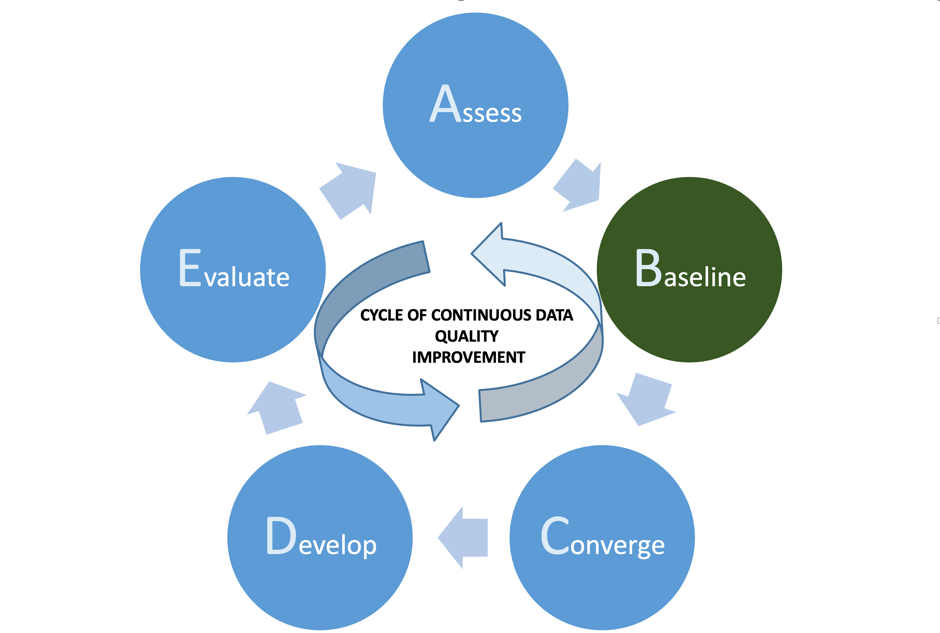 Assess
Evaluate
Baseline
CYCLE OF CONTINUOUS DATA
QUALITY
IMPROVEMENT
Develop
Converge